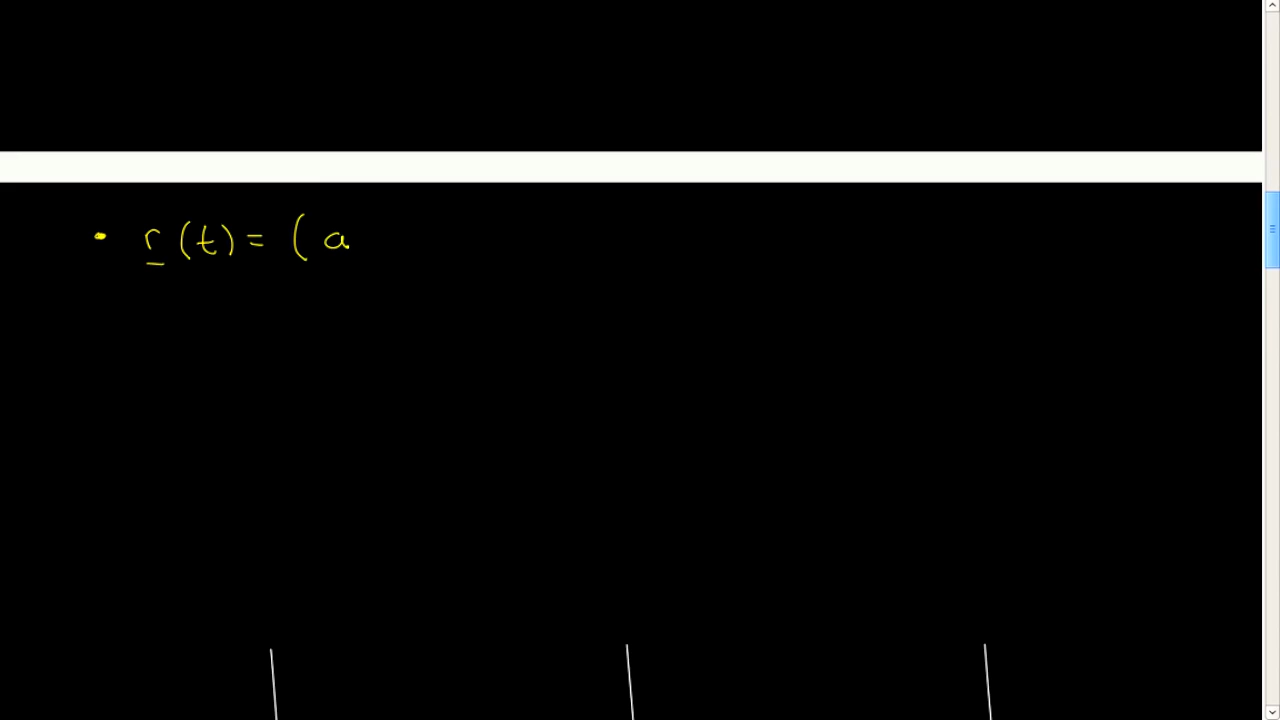 • r(t) = ( a